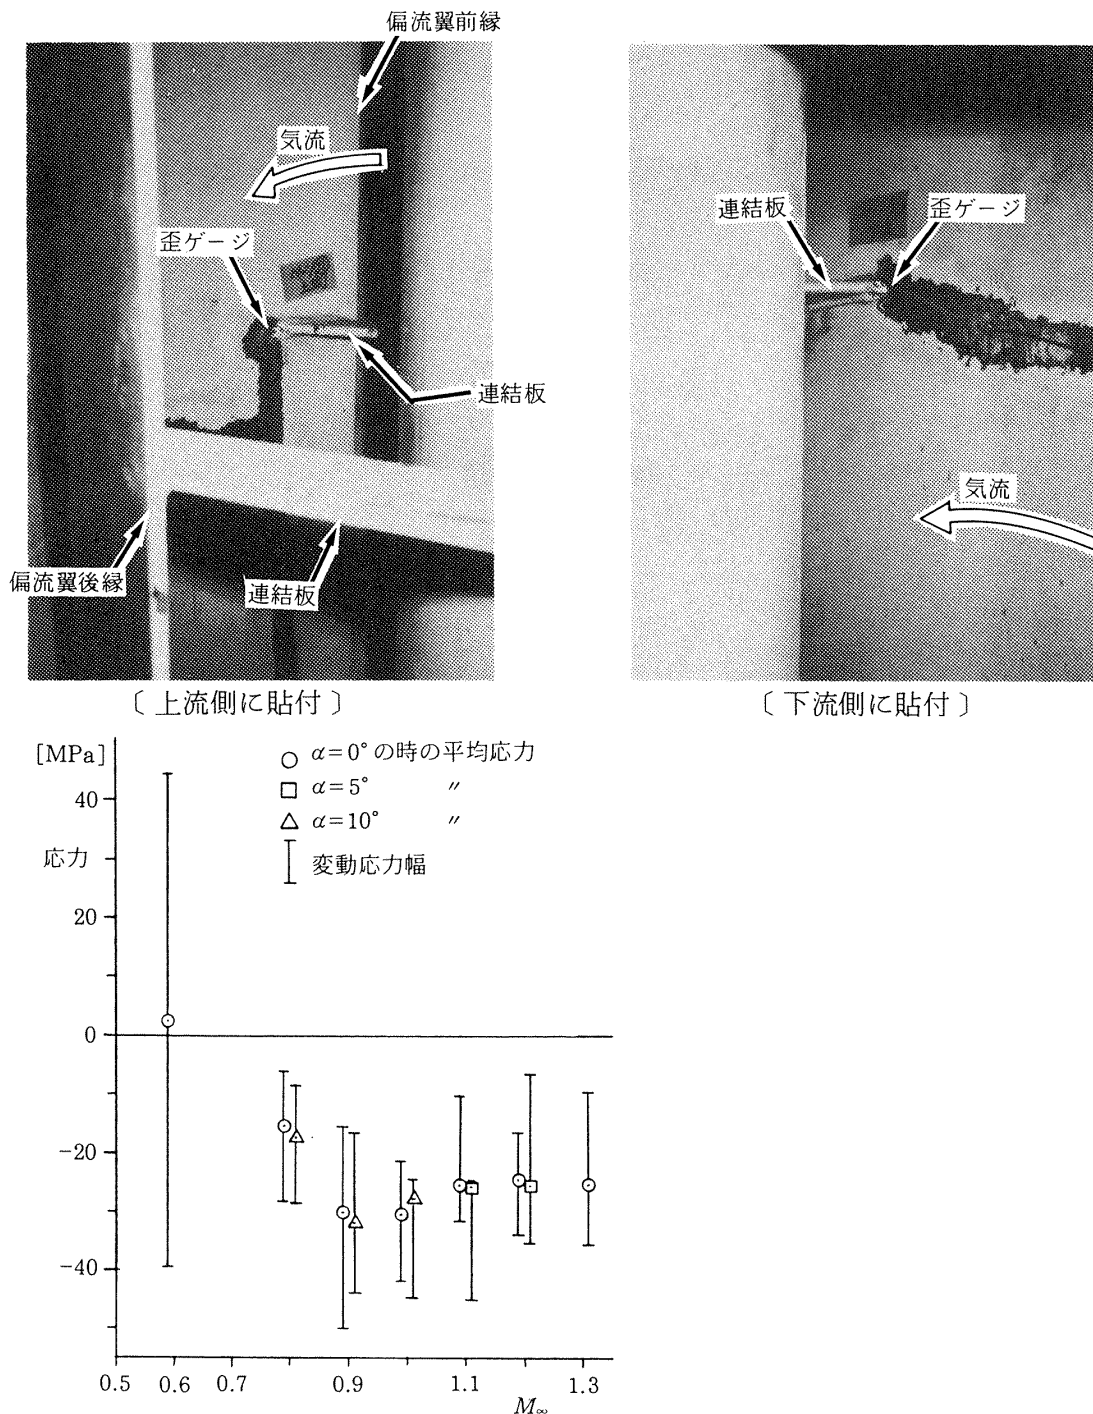 偏流翼前縁
気流
歪ゲージ
連結板
偏流翼後縁
連結板
〔上流側に貼付〕
連結板
歪ゲージ
気流
〔下流側に貼付〕
[MPa]
応力
○ α=0°の時の平均応力
□ α=5° 〃
△ α=10° 〃
変動応力幅
40
20
0
−20
−40
0.5 0.6 0.7 0.9 1.1 1.3
M∞